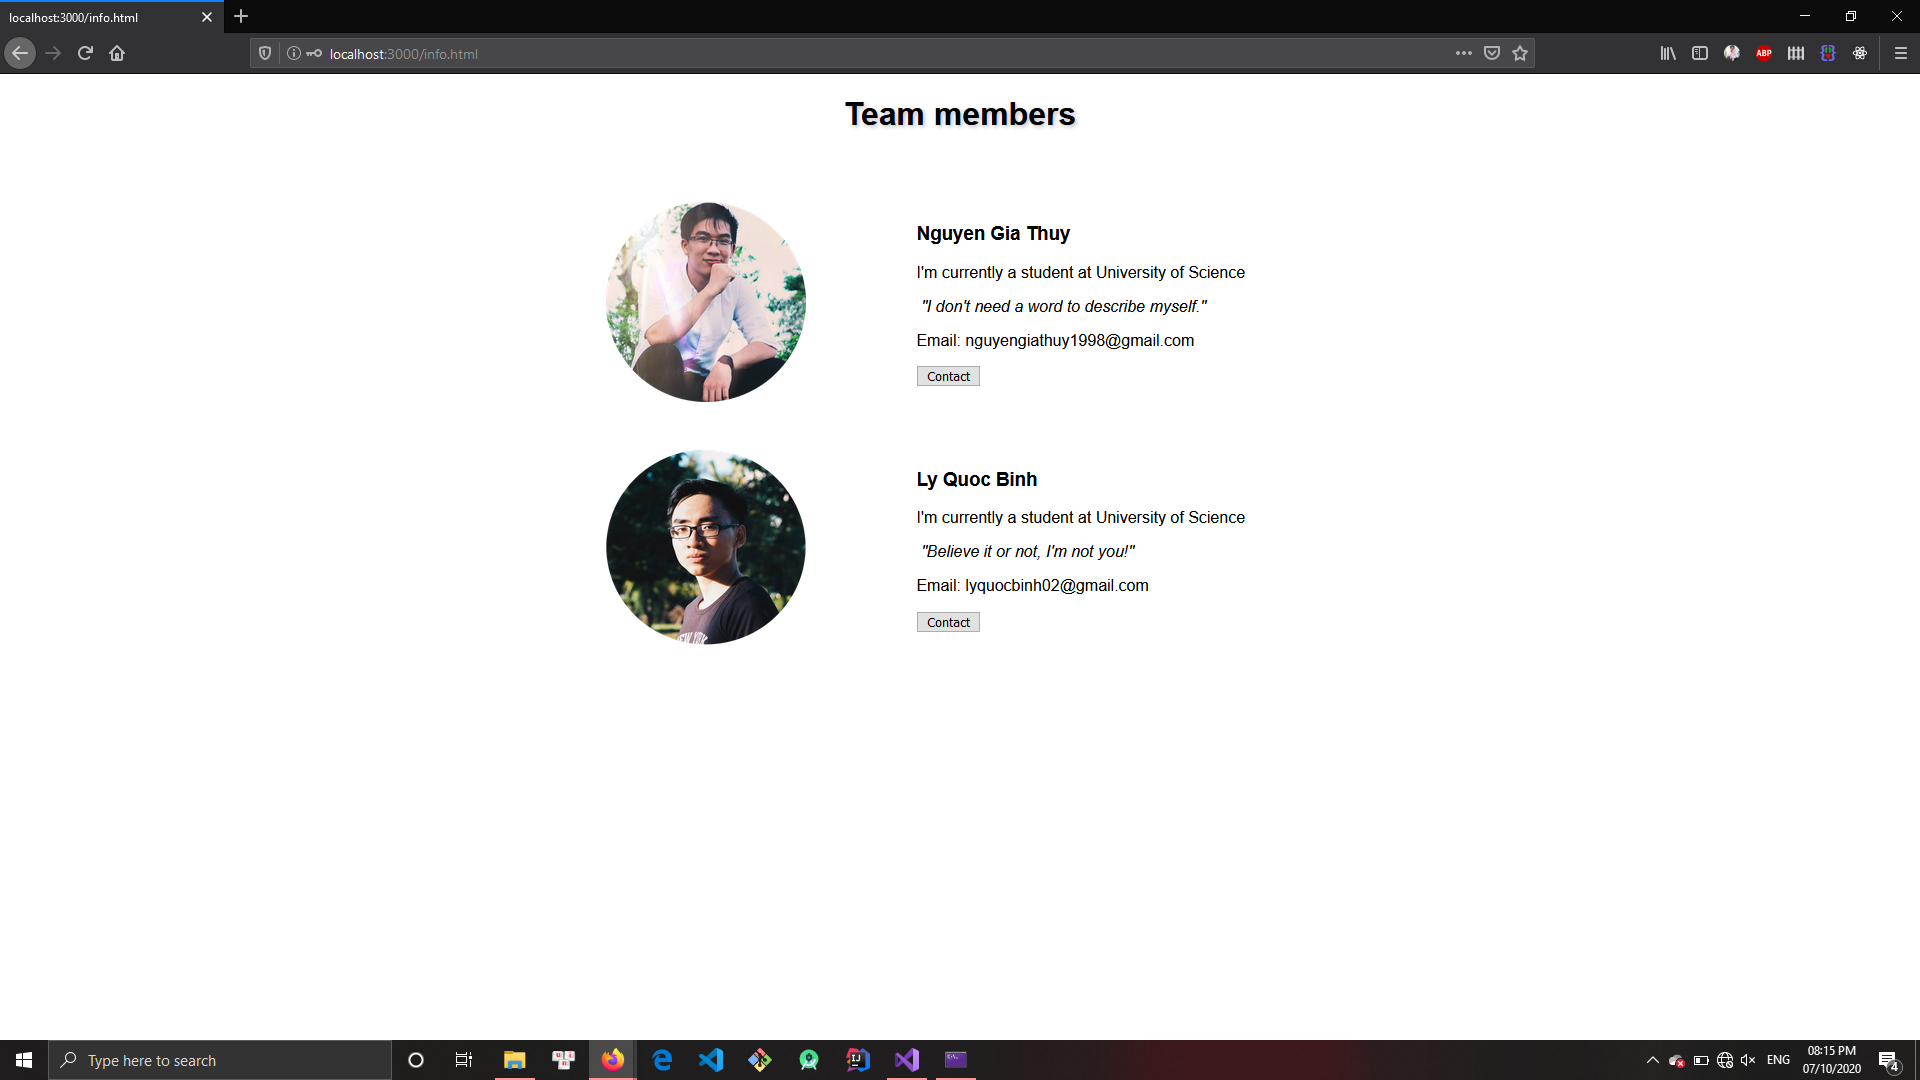 localhost:3000/info.html
localhost:3000/info.html
ABP
Team members
Nguyen Gia Thuy
I'm currently a student at University of Science
"I don't need a word to describe myself."
Email: nguyengiathuy1998@gmail.com
Contact
Ly Quoc Binh
I'm currently a student at University of Science
"Believe it or not, I'm not you!"
Email: lyquocbinh02@gmail.com
Contact
NEW YORK
Type here to search
ENG
08:15 PM
07/10/2020
4